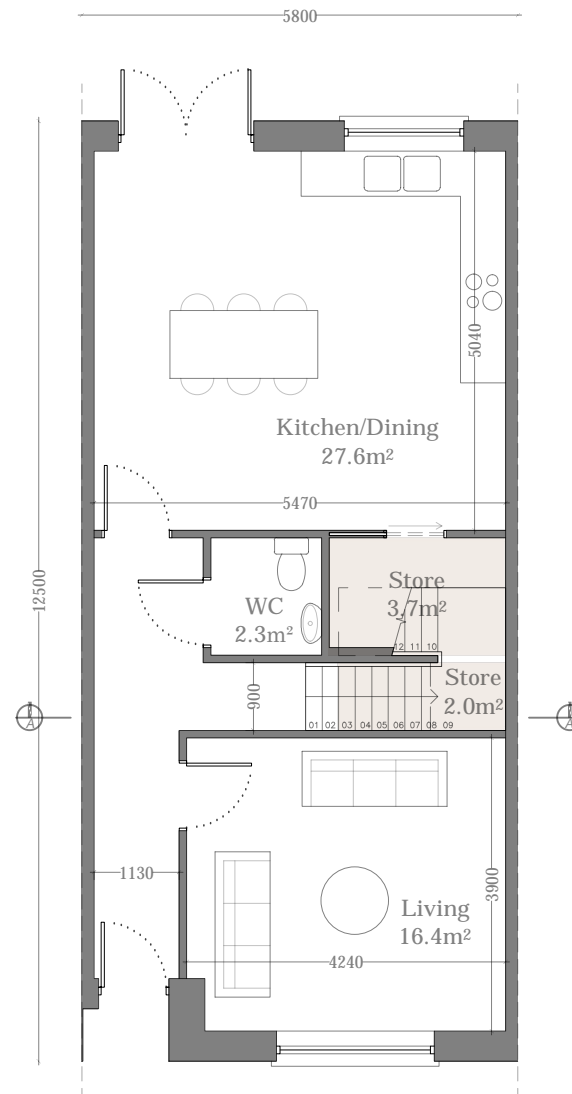 5800
5040
Kitchen/Dining
27.6m²
5470
12500
Store
3.7m²
WC
2.3m²
12 11 10
Store
2.0m²
900
01 02 03 04 05 06 07 08 09
A
A
1130
3900
Living
16.4m²
4240